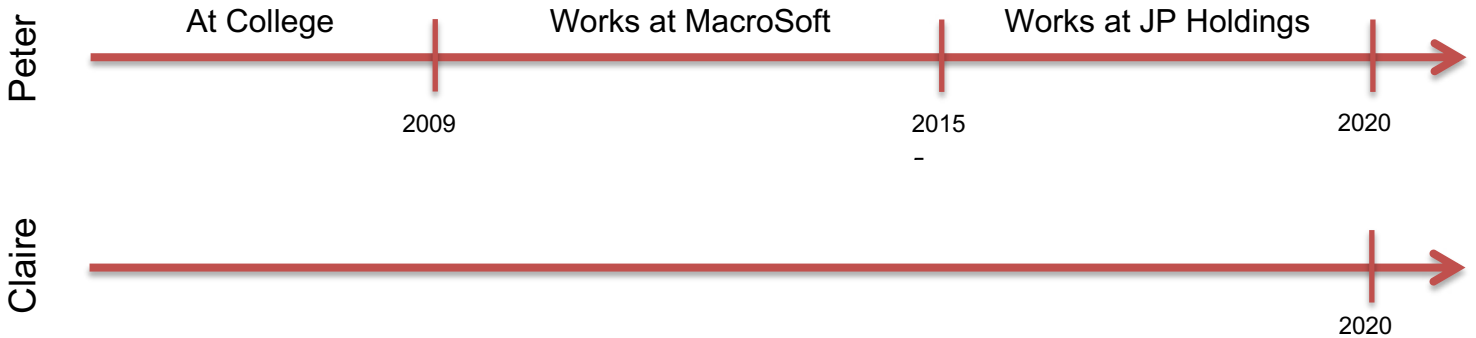 Peter
At College
Works at MacroSoft
Works at JP Holdings
2009
2015
2020
-
Claire
2020